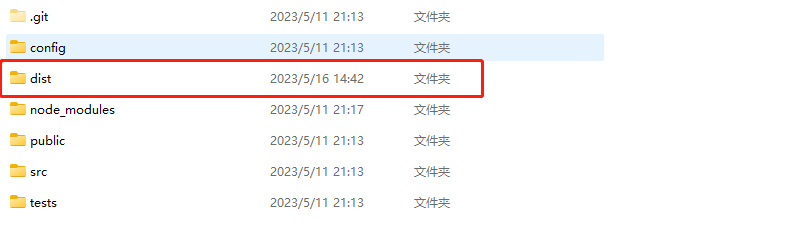 .git 2023/5/11 21:13 文件夹
config 2023/5/11 21:13 文件夹
dist 2023/5/16 14:42 文件夹
node_modules 2023/5/11 21:17 文件夹
public 2023/5/11 21:13 文件夹
src 2023/5/11 21:13 文件夹
tests 2023/5/11 21:13 文件夹